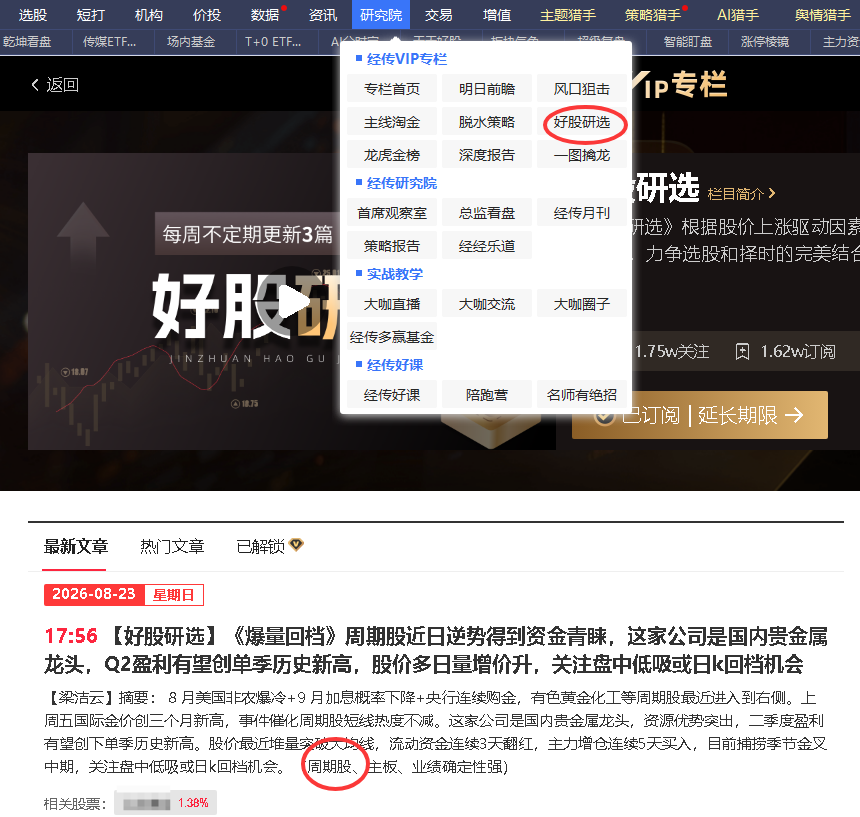 选股 短打 机构 价投 数据 资讯 研究院 交易 增值 主题猎手 策略猎手 AI猎手 舆情猎手
乾坤看盘 传媒ETF... 场内基金 T+0 ETF... 智能盯盘 涨停棱镜 主力资
返回
经传VIP专栏
专栏首页 明日前瞻 风口狙击
主线淘金 脱水策略 好股研选
龙虎金榜 深度报告 一图擒龙
经传研究院
首席观察室 总监看盘 经传月刊
策略报告 经经乐道
实战教学
大咖直播 大咖交流 大咖圈子
经传多赢基金
经传好课
经传好课 陪跑营 名师有绝招
VIP专栏
每周不定期更新3篇
好股研
JINZHUAN HAO GU
研选 栏目简介
研选》根据股价上涨驱动因素
力争选股和择时的完美结合
1.75w关注 1.62w订阅
已订阅 | 延长期限
最新文章 热门文章 已解锁
2026-08-23 星期日
17:56 【好股研选】《爆量回档》周期股近日逆势得到资金青睐，这家公司是国内贵金属
龙头，Q2盈利有望创单季历史新高，股价多日量增价升，关注盘中低吸或日k回档机会
【梁洁云】摘要： 8 月美国非农爆冷+9 月加息概率下降+央行连续购金，有色黄金化工等周期股最近进入到右侧。上
周五国际金价创三个月新高，事件催化周期股短线热度不减。这家公司是国内贵金属龙头，资源优势突出，二季度盈利
有望创下单季历史新高。股价最近堆量突破大均线，流动资金连续3天翻红，主力增仓连续5天买入，目前捕捞季节金叉
中期，关注盘中低吸或日k回档机会。（周期股、主板、业绩确定性强）
相关股票： 1.38%